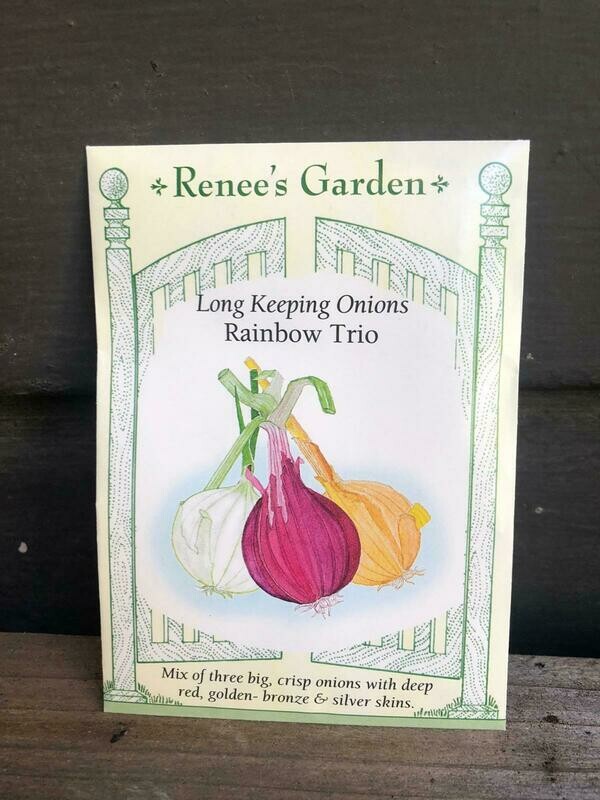 Renee's Garden
Long Keeping Onions
Rainbow Trio
Mix of three big, crisp onions with deep
red, golden- bronze & silver skins.